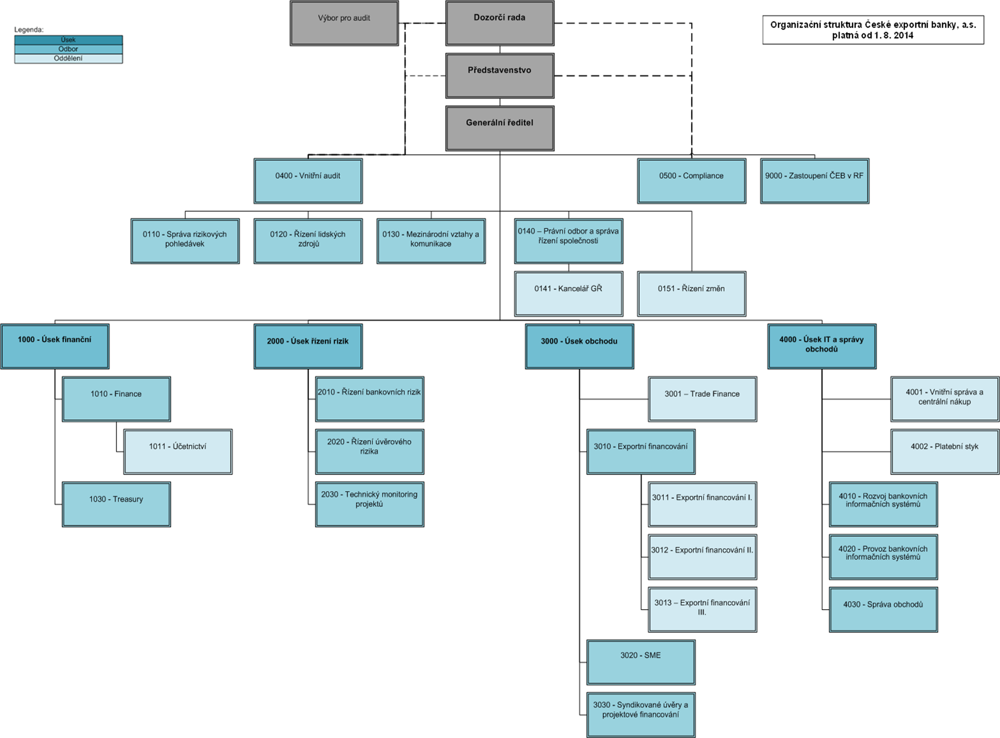 Výbor pro audit
Dozorčí rada
Organizační struktura České exportní banky, a.s.
platná od 1. 8. 2014
Legenda:
Úsek
Odbor
Oddělení
Představenstvo
Generální ředitel
0400 - Vnitřní audit
0500 - Compliance
9000 - Zastoupení ČEB v RF
0110 - Správa rizikových
pohledávek
0120 - Řízení lidských
zdrojů
0130 - Mezinárodní vztahy a
komunikace
0140 – Právní odbor a správa
řízení společnosti
0141 - Kancelář GŘ
0151 - Řízení změn
1000 - Úsek finanční
2000 - Úsek řízení rizik
3000 - Úsek obchodu
4000 - Úsek IT a správy
obchodů
1010 - Finance
1011 - Účetnictví
1030 - Treasury
2010 - Řízení bankovních rizik
2020 - Řízení úvěrového
rizika
2030 - Technický monitoring
projektů
3001 – Trade Finance
3010 - Exportní financování
3011 - Exportní financování I.
3012 - Exportní financování II.
3013 – Exportní financování
III.
3020 - SME
3030 - Syndikované úvěry a
projektové financování
4001 - Vnitřní správa a
centrální nákup
4002 - Platební styk
4010 - Rozvoj bankovních
informačních systémů
4020 - Provoz bankovních
informačních systémů
4030 - Správa obchodů